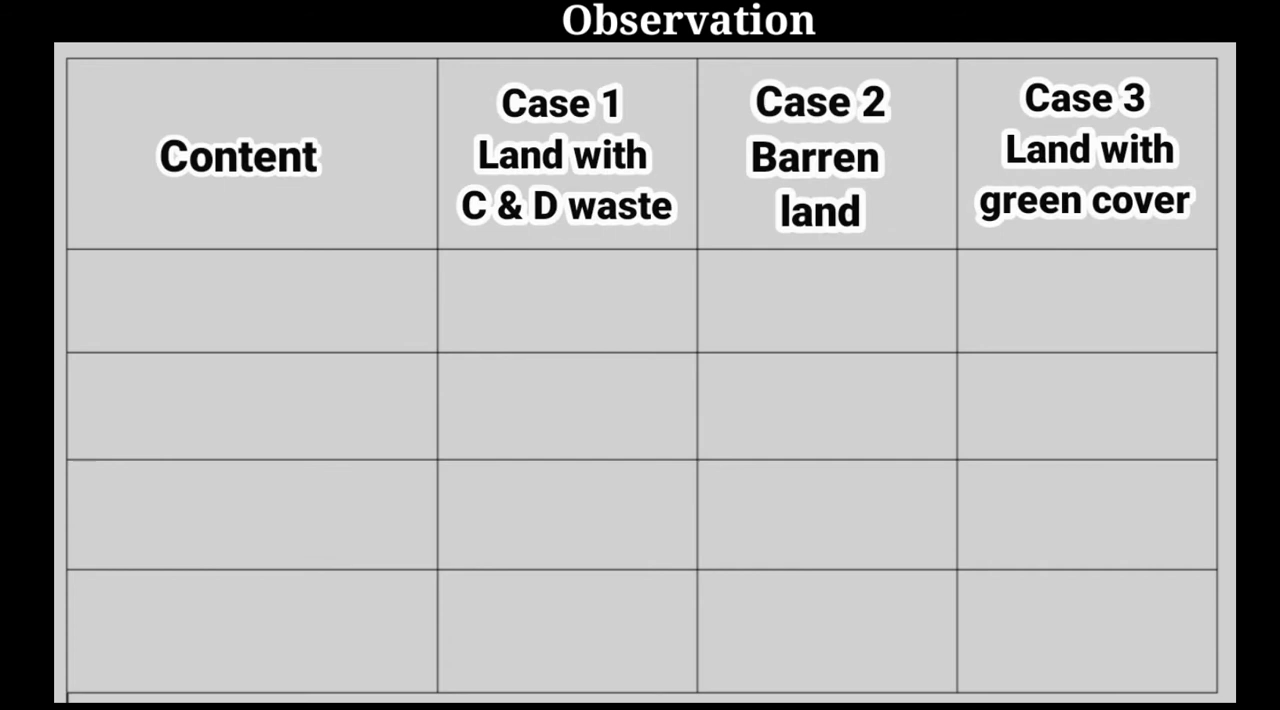 Observation
Content
Case 1
Land with
C & D waste
Case 2
Barren
land
Case 3
Land with
green cover